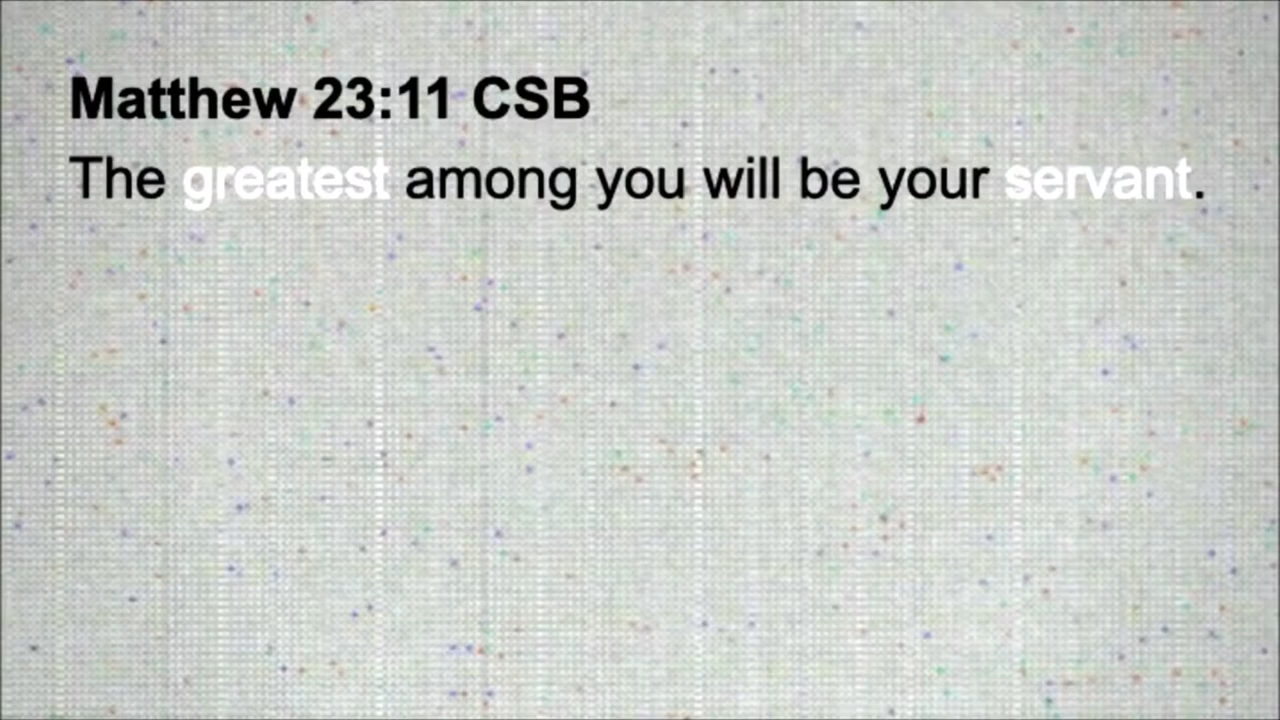 Matthew 23:11 CSB
The greatest among you will be your servant.